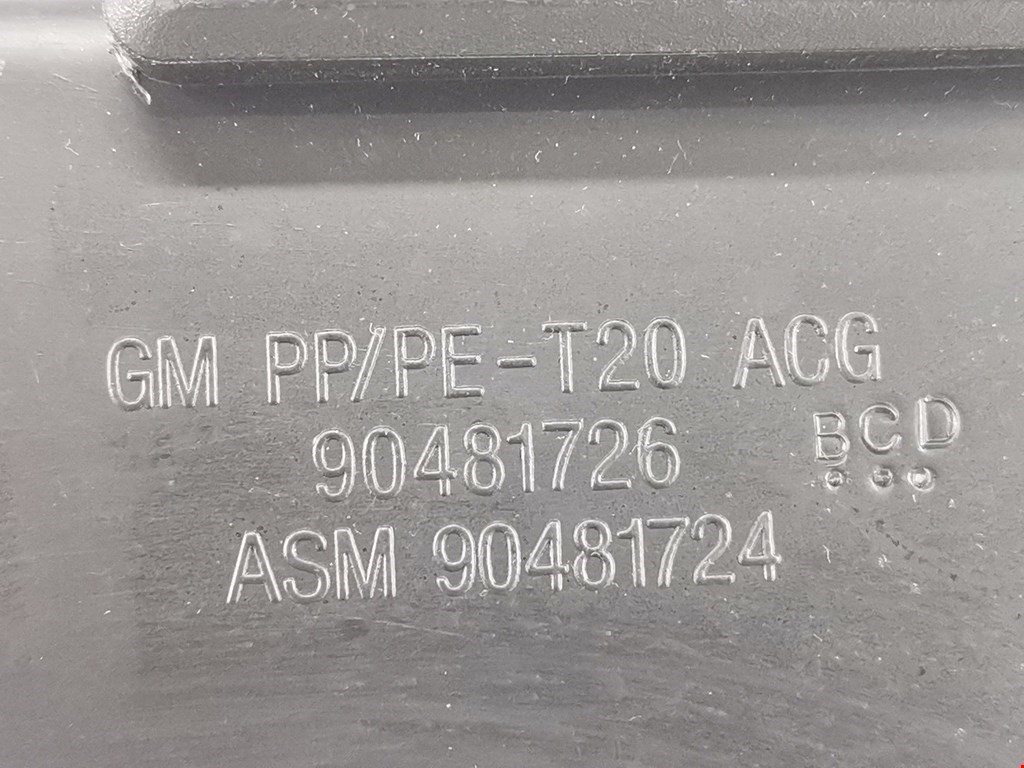 GM PP/PE-T20 ACG
90481726
BCD
ASM 90481724